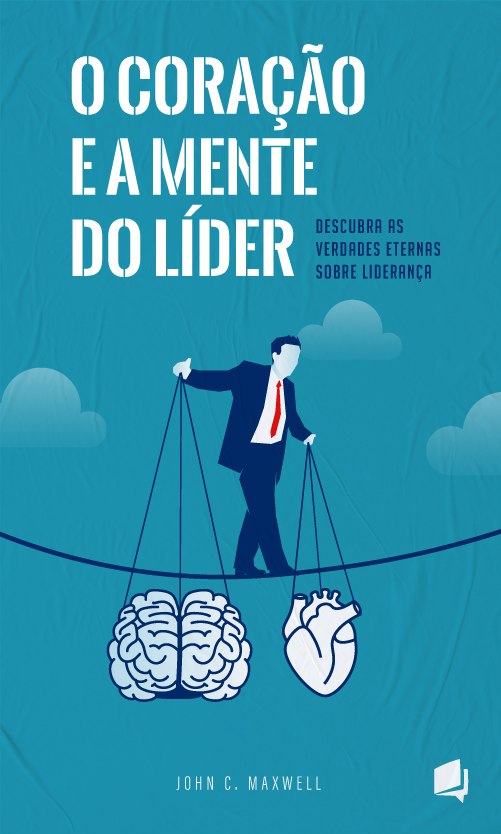 O CORAÇÃO
E A MENTE
DO LÍDER
DESCUBRA AS
VERDADES ETERNAS
SOBRE LIDERANÇA
JOHN C. MAXWELL